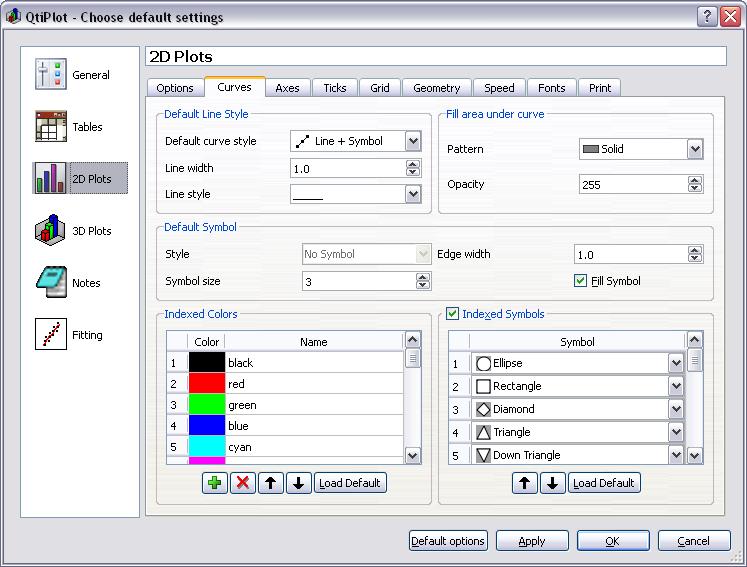 QtiPlot - Choose default settings
General
Tables
2D Plots
3D Plots
Notes
Fitting
2D Plots
Options Curves Axes Ticks Grid Geometry Speed Fonts Print
Default Line Style
Default curve style Line + Symbol
Line width 1.0
Line style
Fill area under curve
Pattern Solid
Opacity 255
Default Symbol
Style No Symbol Edge width 1.0
Symbol size 3 Fill Symbol
Indexed Colors
Color Name
1 black
2 red
3 green
4 blue
5 cyan
Load Default
Indexed Symbols
Symbol
1 Ellipse
2 Rectangle
3 Diamond
4 Triangle
5 Down Triangle
Load Default
Default options Apply OK Cancel